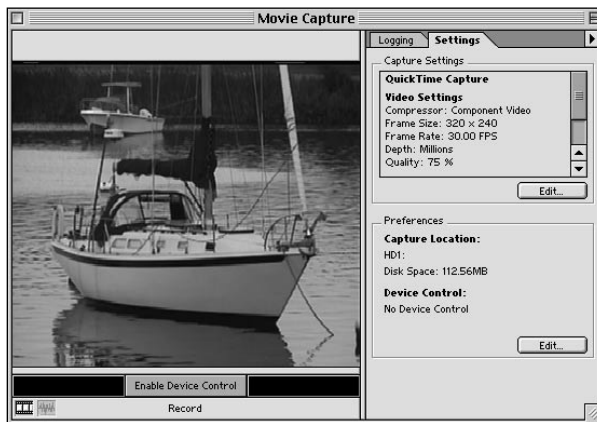 Movie Capture
Logging
Settings
Capture Settings
QuickTime Capture
Video Settings
Compressor: Component Video
Frame Size: 320 × 240
Frame Rate: 30.00 FPS
Depth: Millions
Quality: 75 %
Edit...
Preferences
Capture Location:
HD1:
Disk Space: 112.56MB
Device Control:
No Device Control
Edit...
Enable Device Control
Record